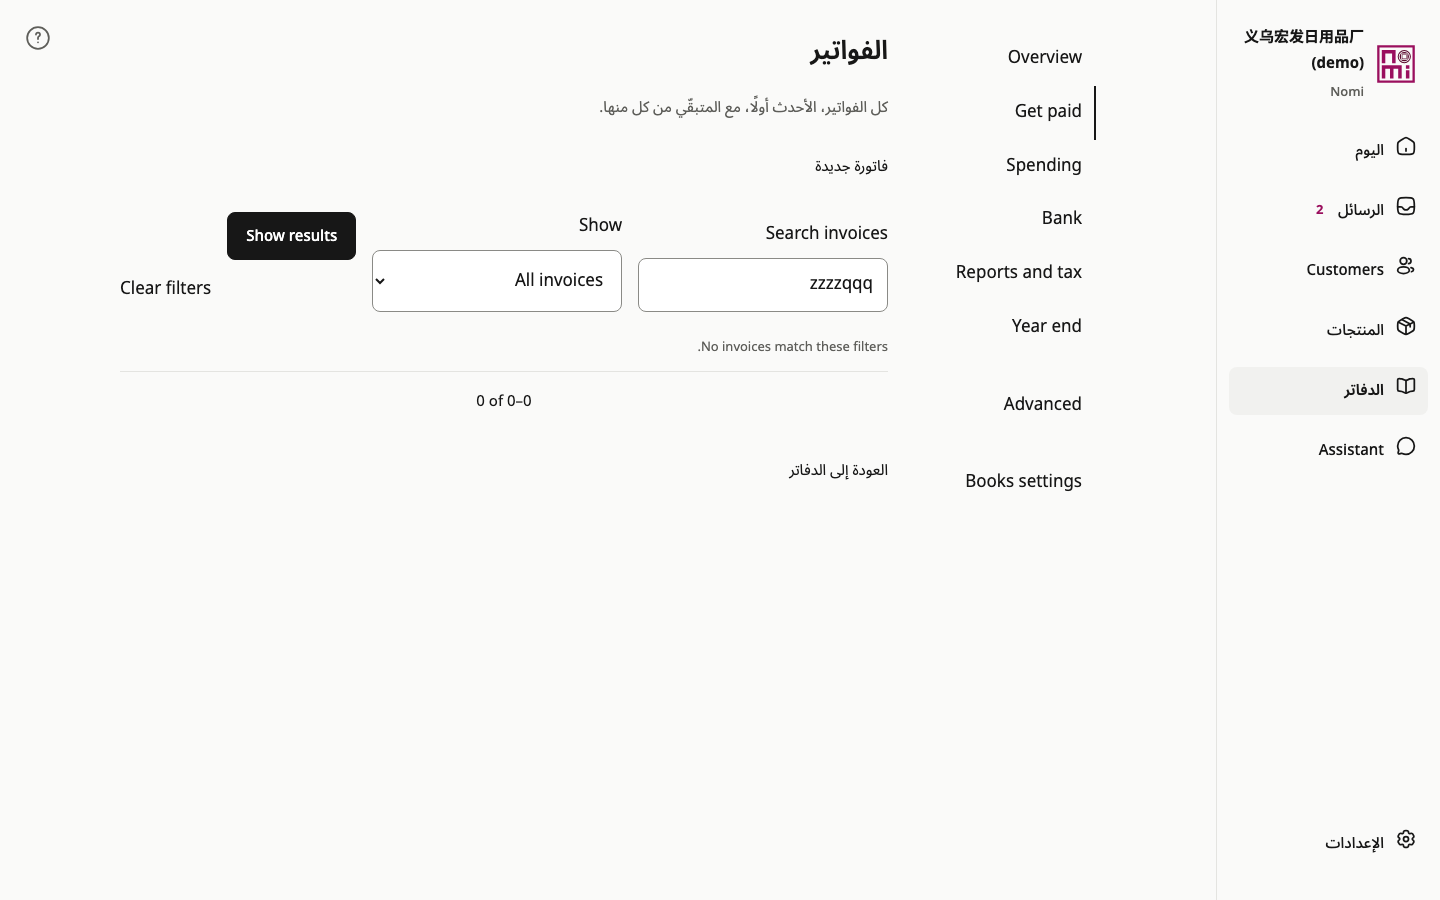 义乌宏发日用品厂
(demo)
Nomi
اليوم
الرسائل 2
Customers
المنتجات
الدفاتر
Assistant
الإعدادات
Overview
Get paid
Spending
Bank
Reports and tax
Year end
Advanced
Books settings
الفواتير
كل الفواتير، الأحدث أولًا، مع المتبقّي من كل منها.
فاتورة جديدة
Search invoices
zzzzqqq
Show
All invoices
Show results
Clear filters
.No invoices match these filters
0 of 0–0
العودة إلى الدفاتر